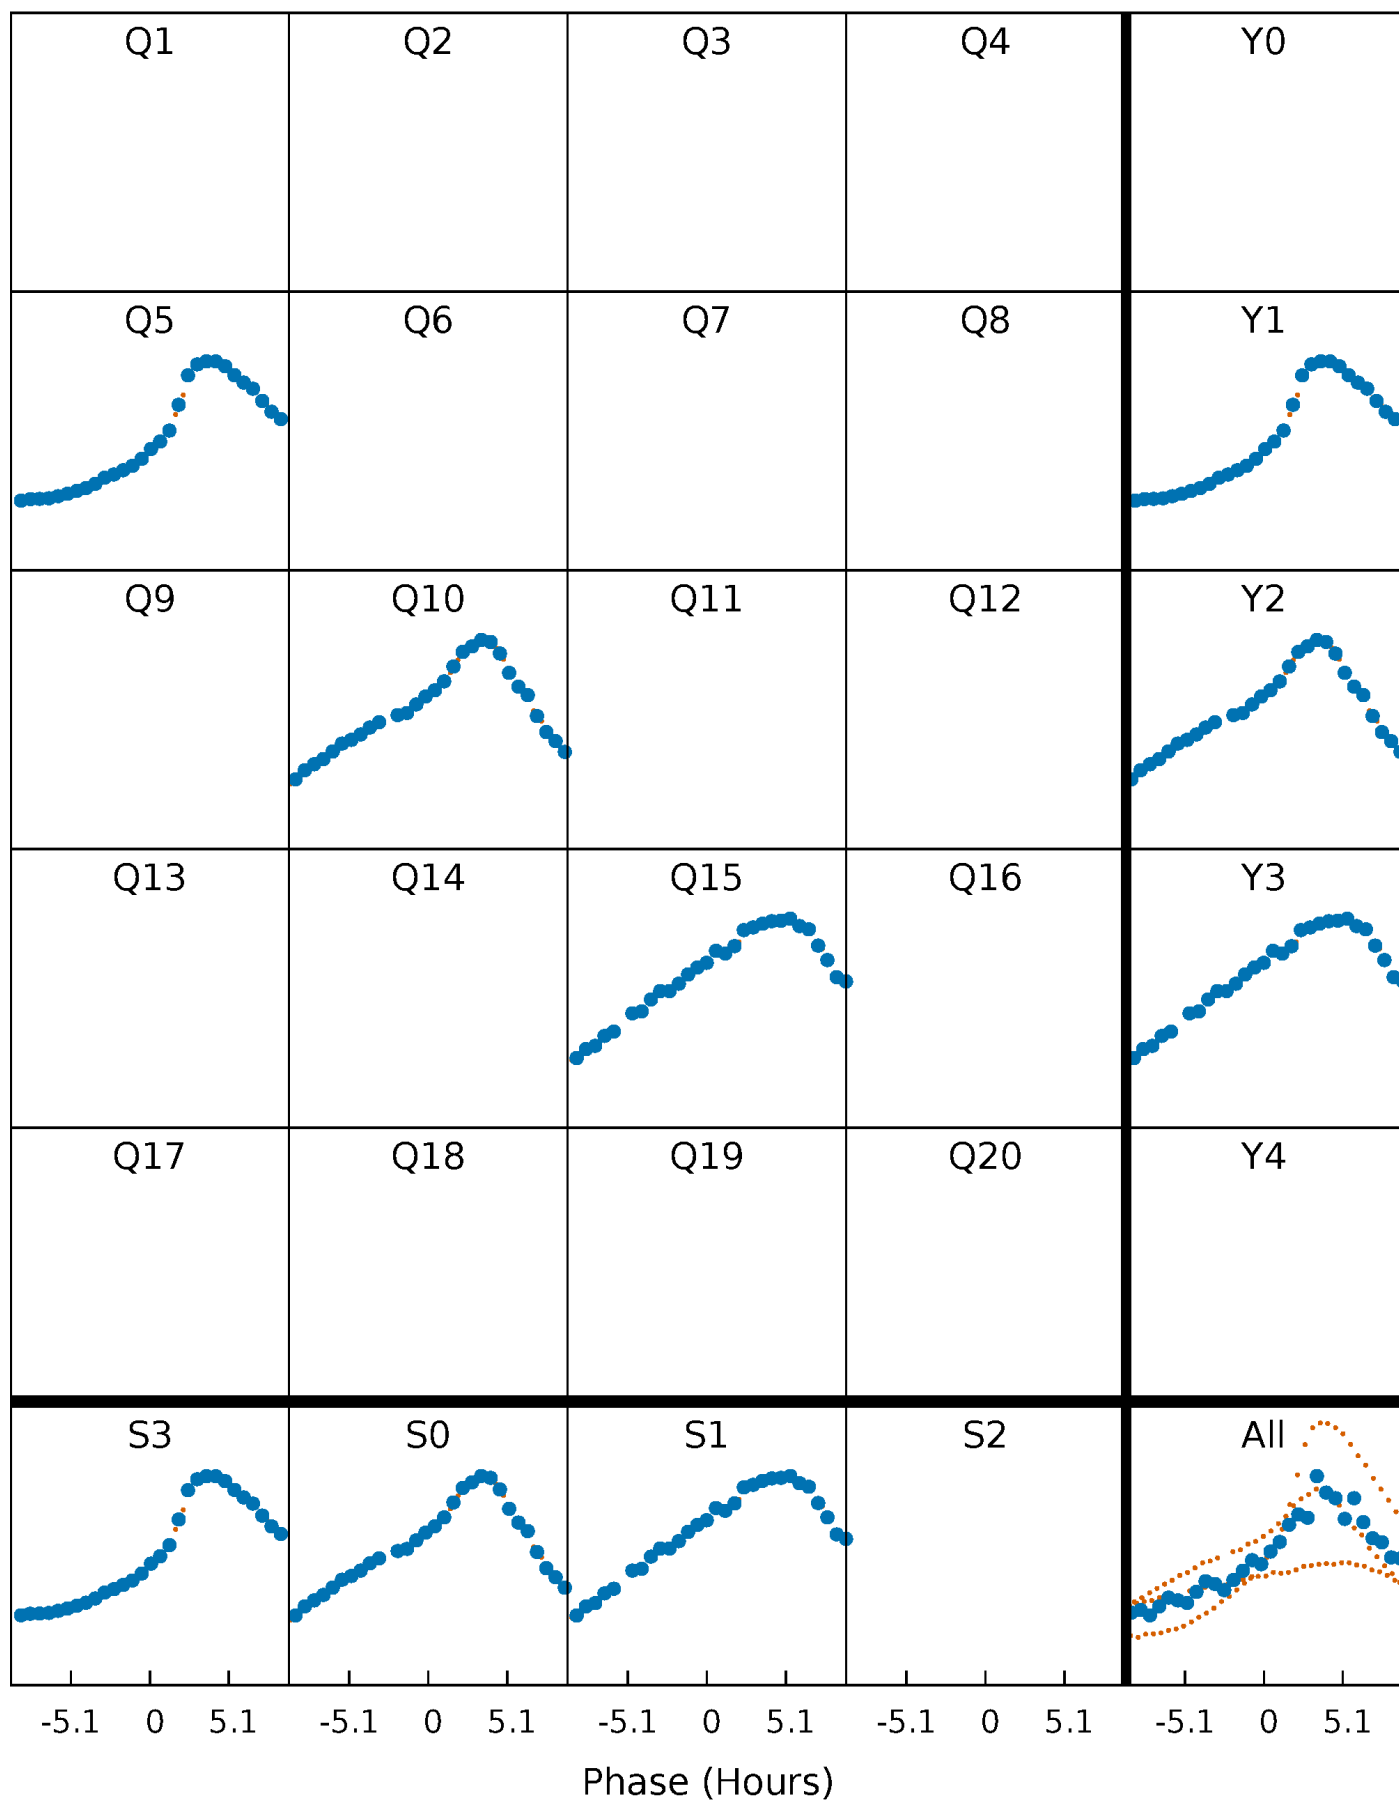 Q1 Q2 Q3 Q4 Y0
Q5 Q6 Q7 Q8 Y1
Q9 Q10 Q11 Q12 Y2
Q13 Q14 Q15 Q16 Y3
Q17 Q18 Q19 Q20 Y4
S3 S0 S1 S2 All
-5.1 0 5.1 -5.1 0 5.1 -5.1 0 5.1 -5.1 0 5.1 -5.1 0 5.1
Phase (Hours)